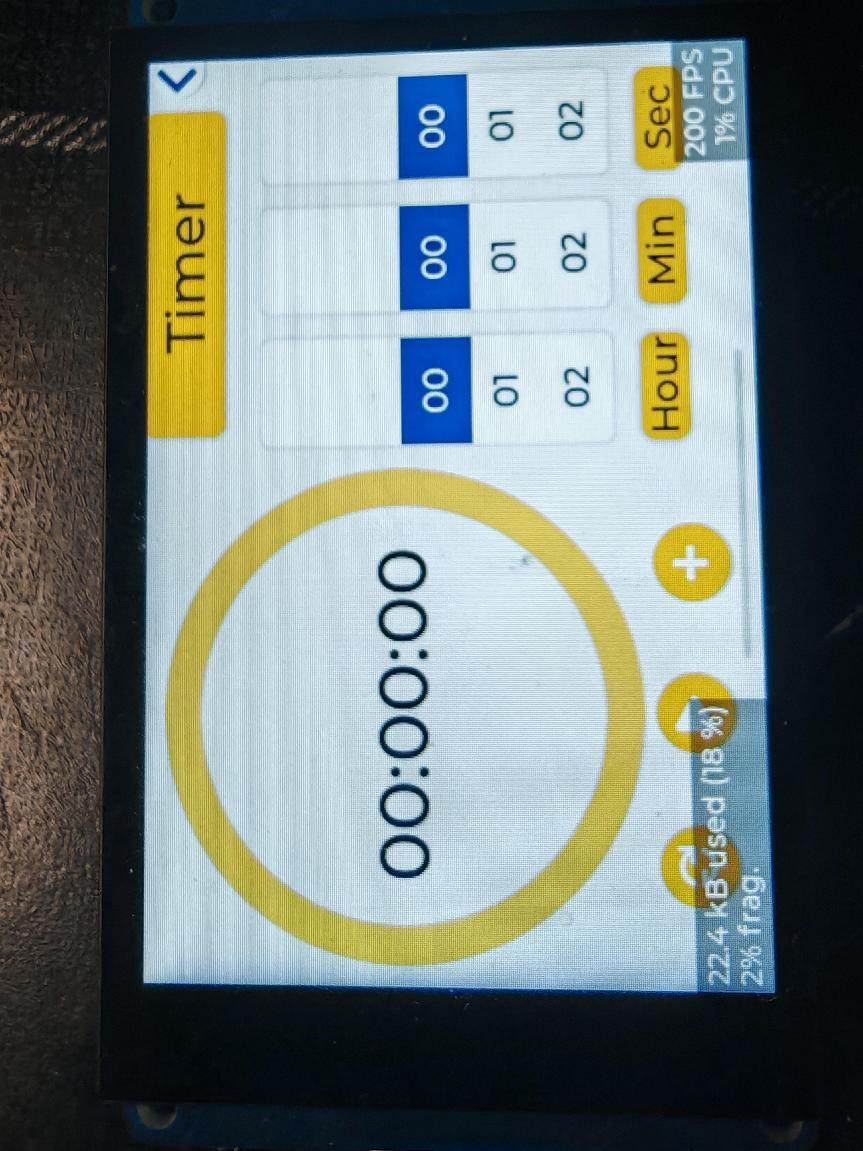 Timer
00:00:00
00 00 00
01 01 01
02 02 02
Hour Min Sec
22.4 kB used (18 %)
2% frag.
200 FPS
1% CPU